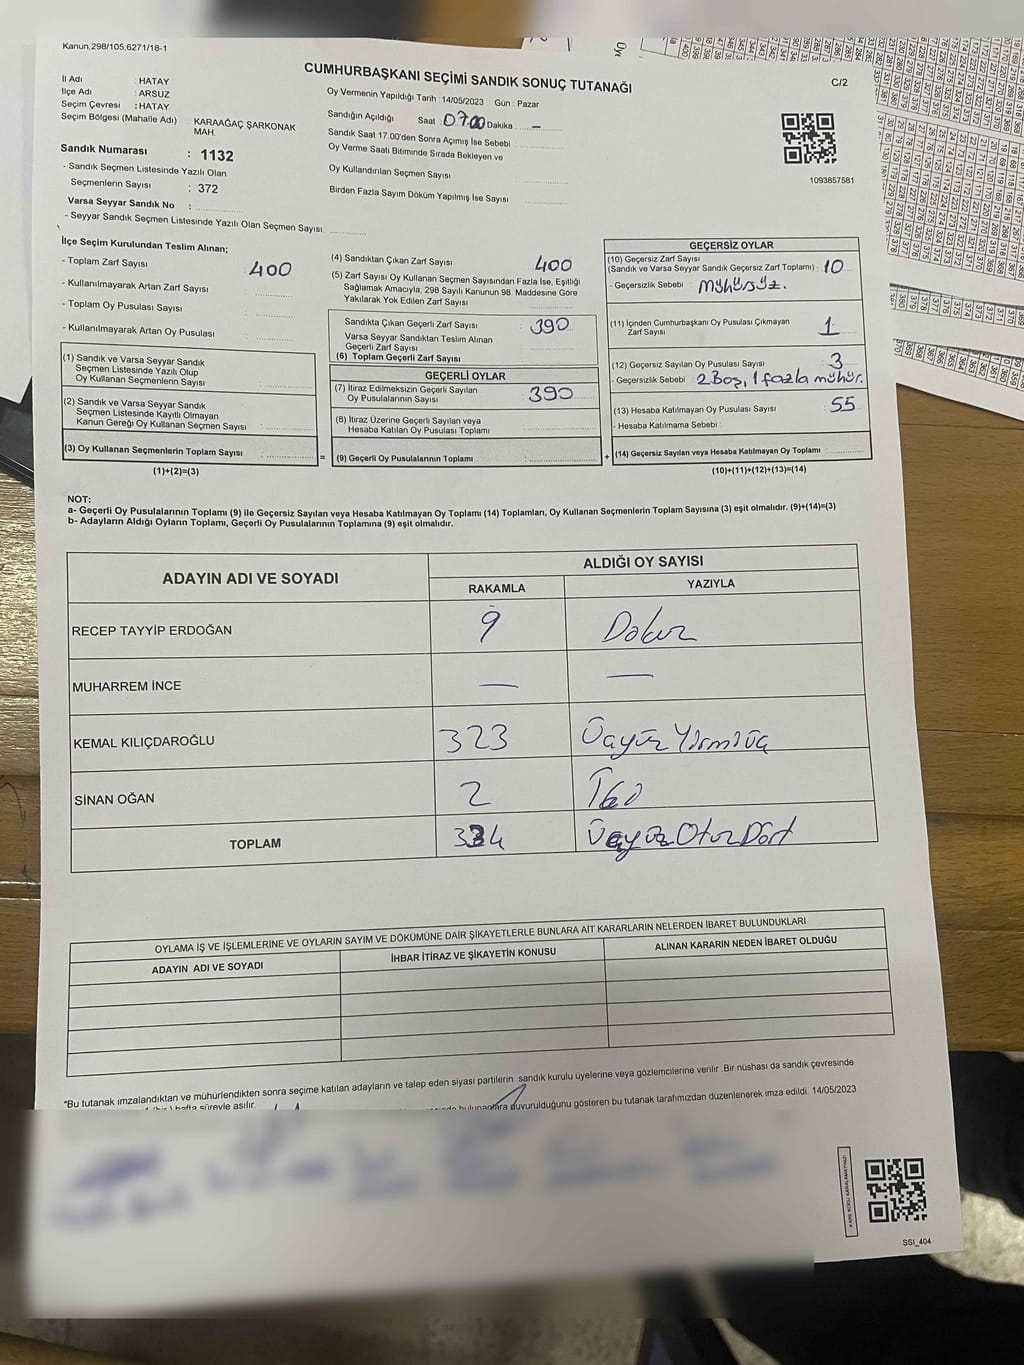 Kanun,298/105;6271/18-1
CUMHURBAŞKANI SEÇİMİ SANDIK SONUÇ TUTANAĞI
C/2
İl Adı : HATAY
İlçe Adı : ARSUZ
Seçim Çevresi : HATAY
Seçim Bölgesi (Mahalle Adı) : KARAAĞAÇ ŞARKONAK MAH.
Sandık Numarası : 1132
- Sandık Seçmen Listesinde Yazılı Olan
Seçmenlerin Sayısı : 372
Varsa Seyyar Sandık No :
- Seyyar Sandık Seçmen Listesinde Yazılı Olan Seçmen Sayısı
Oy Vermenin Yapıldığı Tarih :14/05/2023 Gün : Pazar
Sandığın Açıldığı Saat 07.00 Dakika : —
Sandık Saat 17:00'den Sonra Açımış İse Sebebi
Oy Verme Saati Bitiminde Sırada Bekleyen ve
Oy Kullandırılan Seçmen Sayısı
Birden Fazla Sayım Döküm Yapılmış İse Sayısı
1093857581
İlçe Seçim Kurulundan Teslim Alınan;
- Toplam Zarf Sayısı : 400
- Kullanılmayarak Artan Zarf Sayısı
- Toplam Oy Pusulası Sayısı
- Kullanılmayarak Artan Oy Pusulası
(1) Sandık ve Varsa Seyyar Sandık
Seçmen Listesinde Yazılı Olup
Oy Kullanan Seçmenlerin Sayısı
(2) Sandık ve Varsa Seyyar Sandık
Seçmen Listesinde Kayıtlı Olmayan
Kanun Gereği Oy Kullanan Seçmen Sayısı
(3) Oy Kullanan Seçmenlerin Toplam Sayısı
(1)+(2)=(3)
(4) Sandıktan Çıkan Zarf Sayısı : 400
(5) Zarf Sayısı Oy Kullanan Seçmen Sayısından Fazla İse, Eşitliği
Sağlamak Amacıyla, 298 Sayılı Kanunun 98. Maddesine Göre
Yakılarak Yok Edilen Zarf Sayısı
Sandıkta Çıkan Geçerli Zarf Sayısı : 390
Varsa Seyyar Sandıktan Teslim Alınan
Geçerli Zarf Sayısı
(6) Toplam Geçerli Zarf Sayısı
GEÇERLİ OYLAR
(7) İtiraz Edilmeksizin Geçerli Sayılan
Oy Pusulalarının Sayısı : 390
(8) İtiraz Üzerine Geçerli Sayılan veya
Hesaba Katılan Oy Pusulası Toplamı
= (9) Geçerli Oy Pusulalarının Toplamı
GEÇERSİZ OYLAR
(10) Geçersiz Zarf Sayısı
(Sandık ve Varsa Seyyar Sandık Geçersiz Zarf Toplamı) : 10
- Geçersizlik Sebebi : mühürsüz.
(11) İçinden Cumhurbaşkanı Oy Pusulası Çıkmayan
Zarf Sayısı : 1
(12) Geçersiz Sayılan Oy Pusulası Sayısı : 3
- Geçersizlik Sebebi : 2 Boş, 1 fazla mühür.
(13) Hesaba Katılmayan Oy Pusulası Sayısı : 55
- Hesaba Katılmama Sebebi :
+ (14) Geçersiz Sayılan veya Hesaba Katılmayan Oy Toplamı
(10)+(11)+(12)+(13)=(14)
NOT:
a- Geçerli Oy Pusulalarının Toplamı (9) ile Geçersiz Sayılan veya Hesaba Katılmayan Oy Toplamı (14) Toplamları, Oy Kullanan Seçmenlerin Toplam Sayısına (3) eşit olmalıdır. (9)+(14)=(3)
b- Adayların Aldığı Oyların Toplamı, Geçerli Oy Pusulalarının Toplamına (9) eşit olmalıdır.
ADAYIN ADI VE SOYADI
ALDIĞI OY SAYISI
RAKAMLA YAZIYLA
RECEP TAYYİP ERDOĞAN 9 Dokuz
MUHARREM İNCE — —
KEMAL KILIÇDAROĞLU 323 Üçyüz Yirmi üç
SİNAN OĞAN 2 İki
TOPLAM 334 Üçyüz Otuz Dört
OYLAMA İŞ VE İŞLEMLERİNE VE OYLARIN SAYIM VE DÖKÜMÜNE DAİR ŞİKAYETLERLE BUNLARA AİT KARARLARIN NELERDEN İBARET BULUNDUKLARI
ADAYIN ADI VE SOYADI İHBAR İTİRAZ VE ŞİKAYETİN KONUSU ALINAN KARARIN NEDEN İBARET OLDUĞU
*Bu tutanak imzalandıktan ve mühürlendikten sonra seçime katılan adayların ve talep eden siyasi partilerin sandık kurulu üyelerine veya gözlemcilerine verilir .Bir nüshası da sandık çevresinde
hafta süreyle asılır. bulunanlara duyurulduğunu gösteren bu tutanak tarafımızdan düzenlenerek imza edildi. 14/05/2023
SSI_404